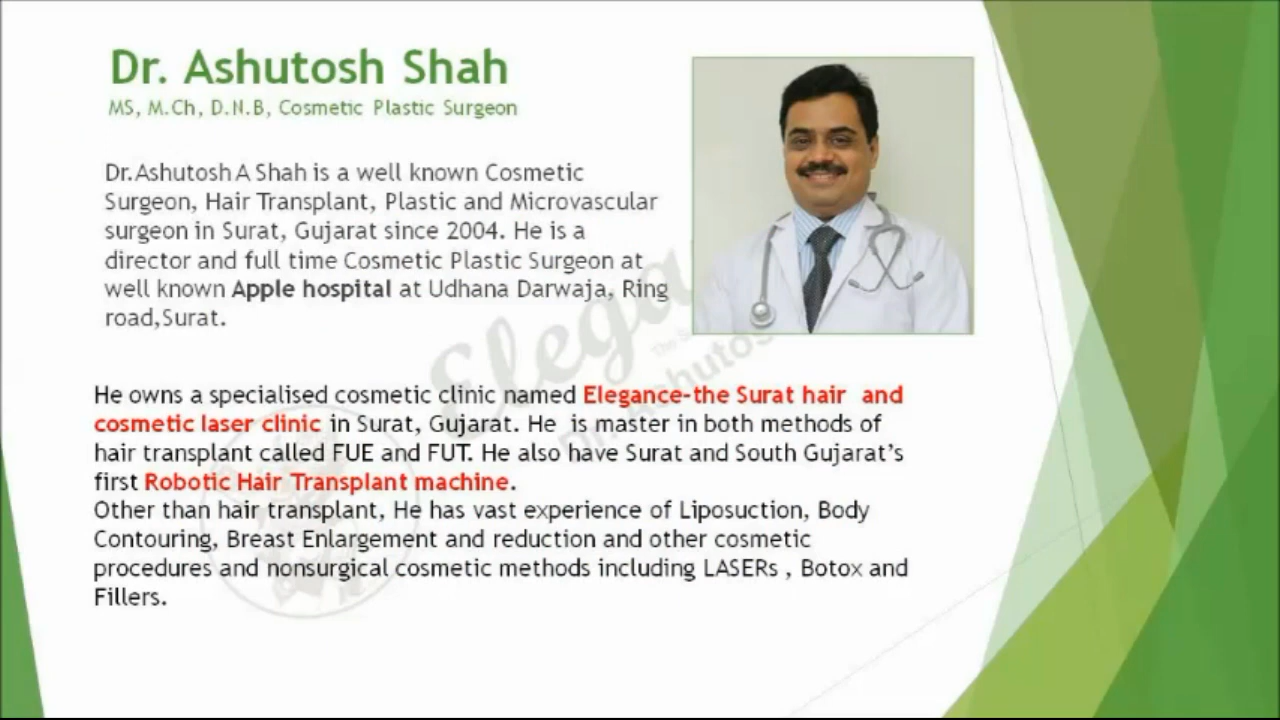 Dr. Ashutosh Shah
MS, M.Ch, D.N.B, Cosmetic Plastic Surgeon
Dr.Ashutosh A Shah is a well known Cosmetic
Surgeon, Hair Transplant, Plastic and Microvascular
surgeon in Surat, Gujarat since 2004. He is a
director and full time Cosmetic Plastic Surgeon at
well known Apple hospital at Udhana Darwaja, Ring
road,Surat.
He owns a specialised cosmetic clinic named Elegance-the Surat hair and
cosmetic laser clinic in Surat, Gujarat. He is master in both methods of
hair transplant called FUE and FUT. He also have Surat and South Gujarat’s
first Robotic Hair Transplant machine.
Other than hair transplant, He has vast experience of Liposuction, Body
Contouring, Breast Enlargement and reduction and other cosmetic
procedures and nonsurgical cosmetic methods including LASERs , Botox and
Fillers.